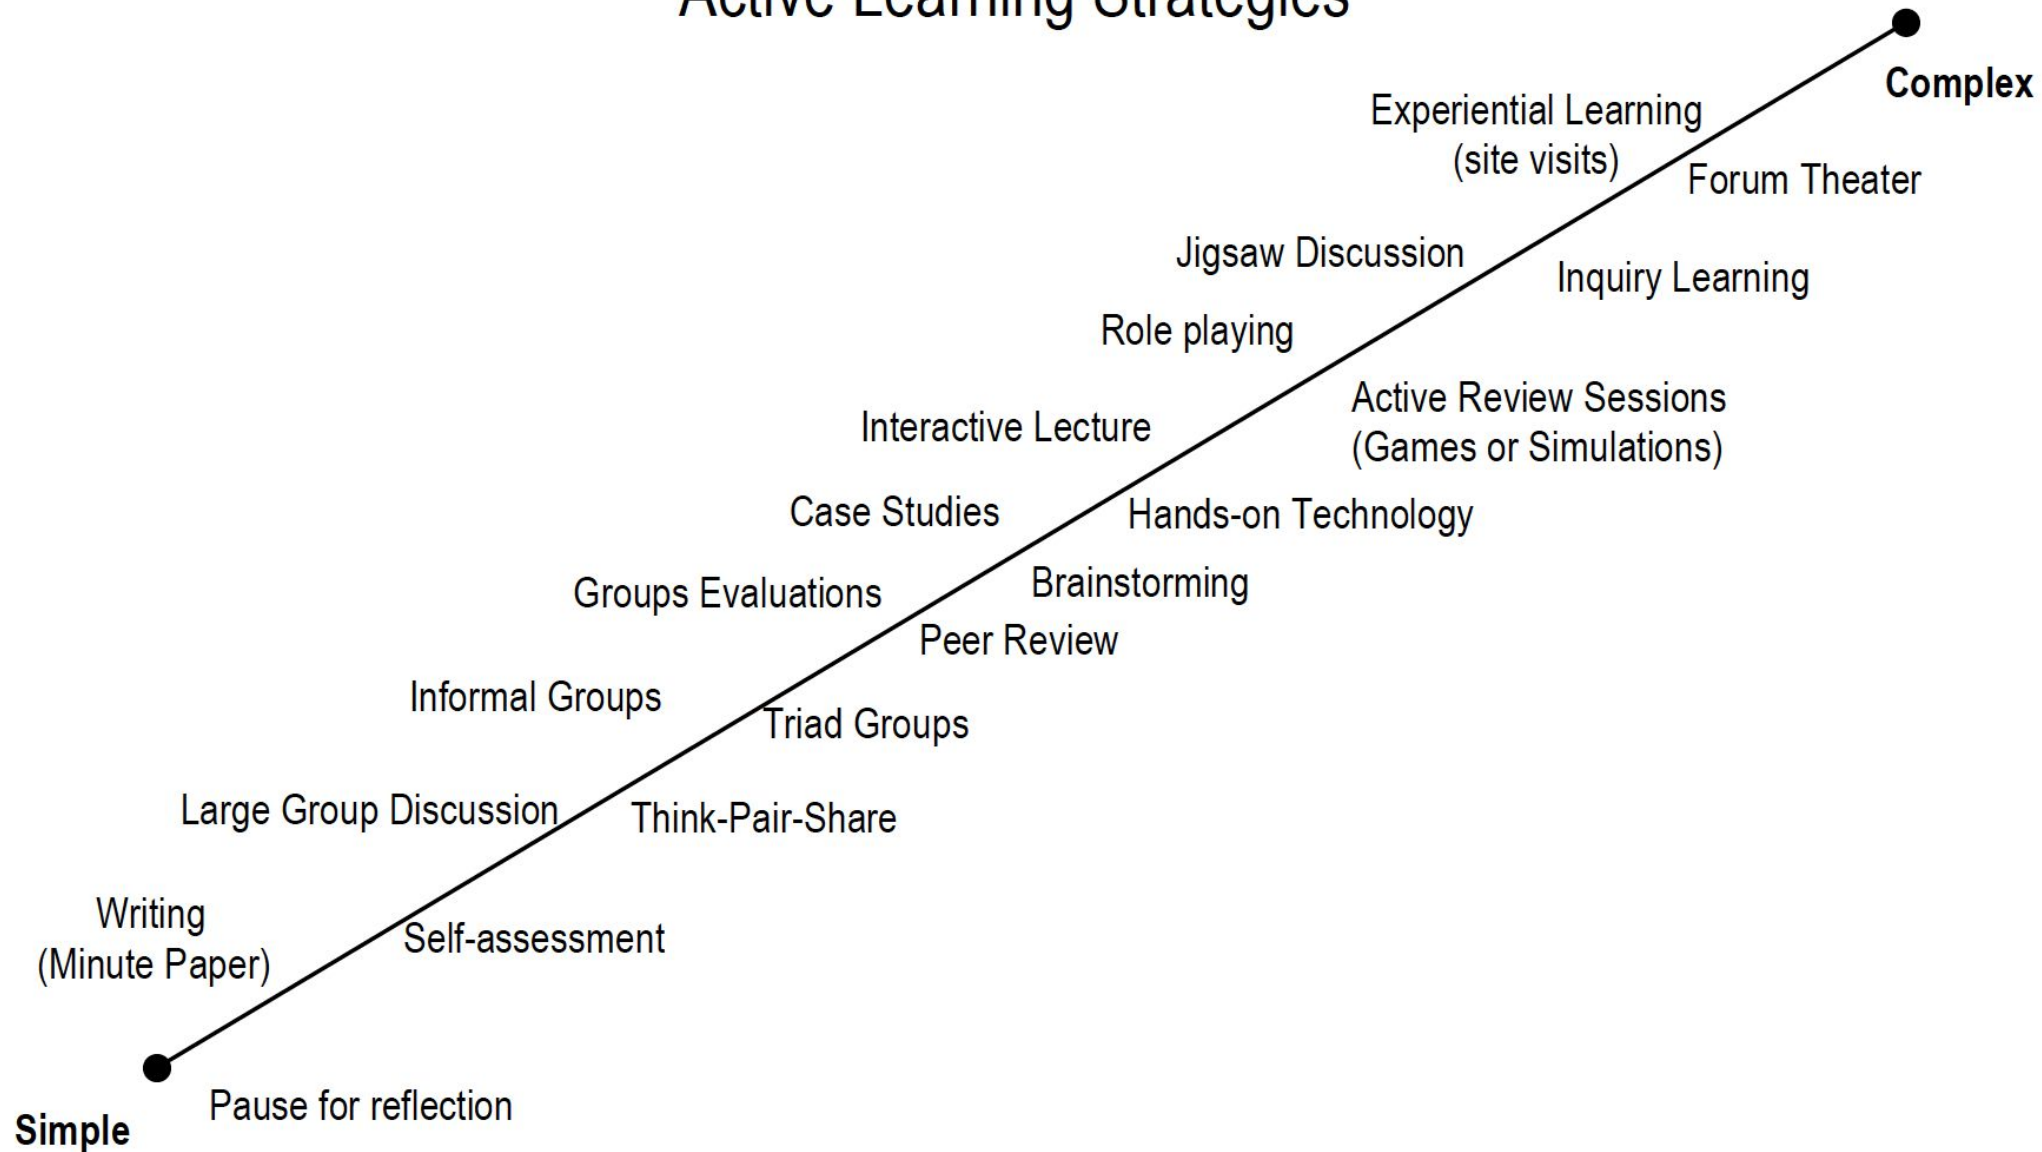 Active Learning Strategies
Complex
Experiential Learning
(site visits)
Forum Theater
Jigsaw Discussion
Inquiry Learning
Role playing
Active Review Sessions
(Games or Simulations)
Interactive Lecture
Case Studies
Hands-on Technology
Brainstorming
Groups Evaluations
Peer Review
Informal Groups
Triad Groups
Large Group Discussion
Think-Pair-Share
Writing
(Minute Paper)
Self-assessment
Pause for reflection
Simple